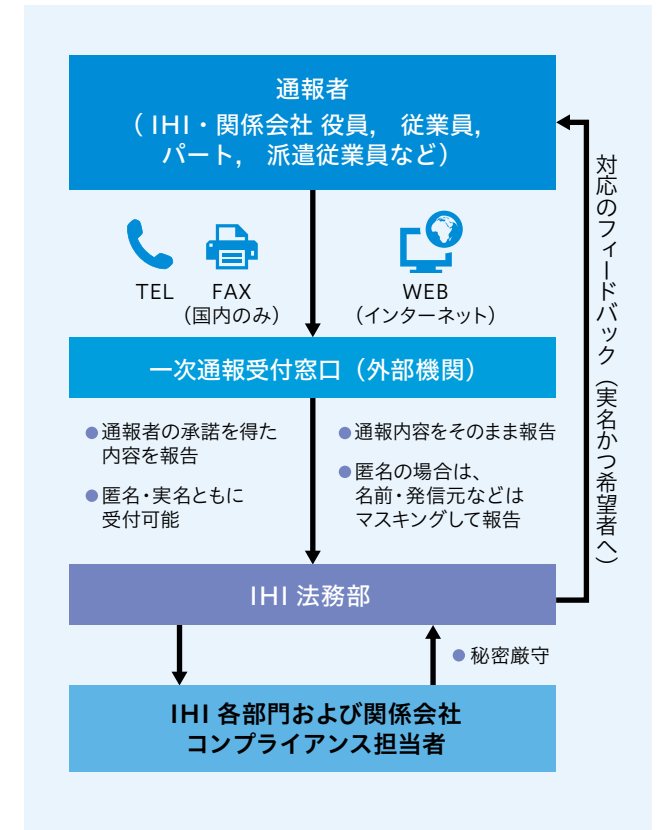 通報者
（ IHI・関係会社 役員， 従業員，
パート， 派遣従業員など）
TEL
FAX
（国内のみ）
WEB
（インターネット）
一次通報受付窓口（外部機関）
●通報者の承諾を得た
内容を報告
●匿名・実名ともに
受付可能
●通報内容をそのまま報告
●匿名の場合は、
名前・発信元などは
マスキングして報告
IHI 法務部
●秘密厳守
IHI 各部門および関係会社
コンプライアンス担当者
対応のフィードバック（実名かつ希望者へ）